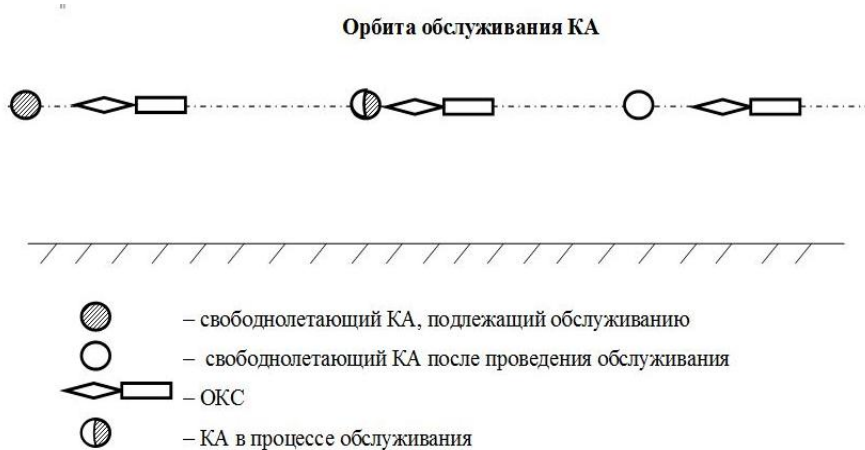 Орбита обслуживания КА
– свободнолетающий КА, подлежащий обслуживанию
– свободнолетающий КА после проведения обслуживания
– ОКС
– КА в процессе обслуживания